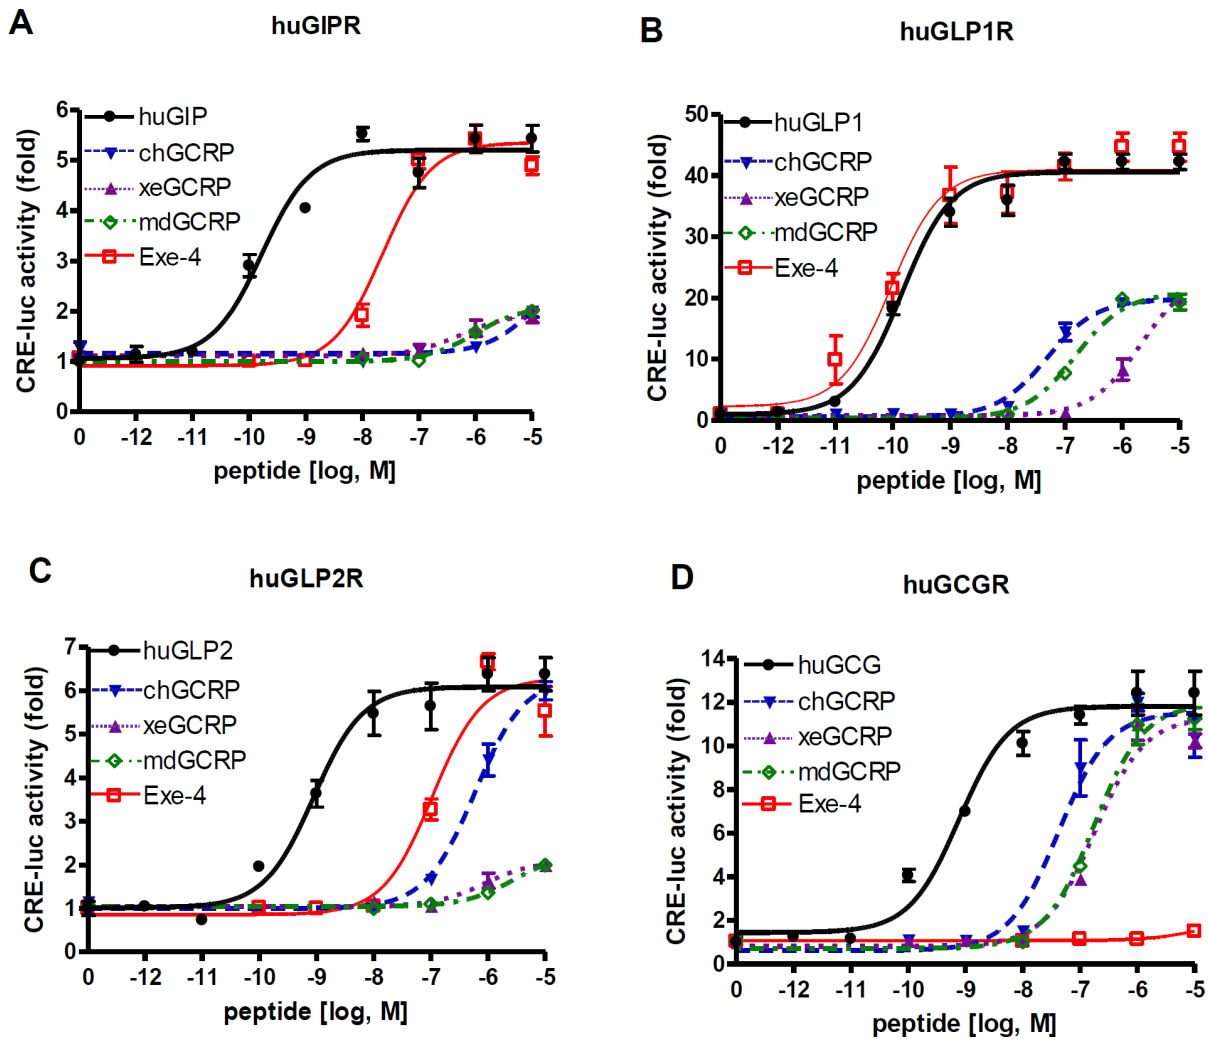 A
huGIPR
CRE-luc activity (fold)
6
5
4
3
2
1
0
huGIP
chGCRP
xeGCRP
mdGCRP
Exe-4
0 -12 -11 -10 -9 -8 -7 -6 -5
peptide [log, M]
B
huGLP1R
CRE-luc activity (fold)
50
40
30
20
10
0
huGLP1
chGCRP
xeGCRP
mdGCRP
Exe-4
0 -12 -11 -10 -9 -8 -7 -6 -5
peptide [log, M]
C
huGLP2R
CRE-luc activity (fold)
7
6
5
4
3
2
1
0
huGLP2
chGCRP
xeGCRP
mdGCRP
Exe-4
0 -12 -11 -10 -9 -8 -7 -6 -5
peptide [log, M]
D
huGCGR
CRE-luc activity (fold)
14
12
10
8
6
4
2
0
huGCG
chGCRP
xeGCRP
mdGCRP
Exe-4
0 -12 -11 -10 -9 -8 -7 -6 -5
peptide [log, M]